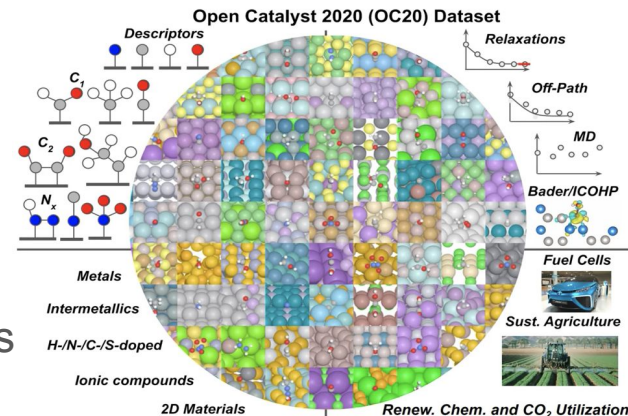 Open Catalyst 2020 (OC20) Dataset
Descriptors
C1
C2
Nx
Relaxations
Off-Path
MD
Bader/ICOHP
Metals
Intermetallics
H-/N-/C-/S-doped
Ionic compounds
2D Materials
Fuel Cells
Sust. Agriculture
Renew. Chem. and CO2 Utilization
s